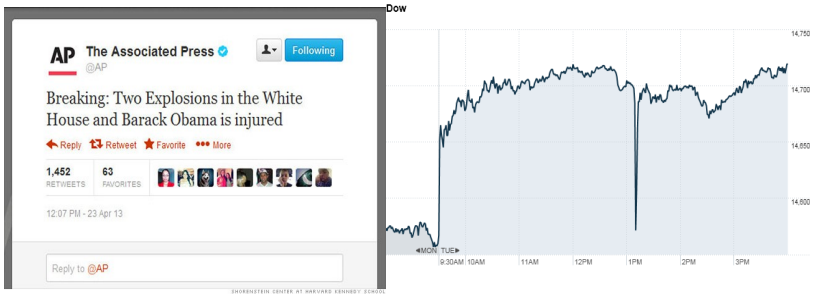 AP
The Associated Press
@AP
Following
Breaking: Two Explosions in the White
House and Barack Obama is injured
Reply Retweet Favorite More
1,452 63
RETWEETS FAVORITES
12:07 PM - 23 Apr 13
Reply to @AP
SHORENSTEIN CENTER AT HARVARD KENNEDY SCHOOL
Dow
14,750
14,700
14,650
14,600
◀MON TUE▶
9:30AM 10AM 11AM 12PM 1PM 2PM 3PM